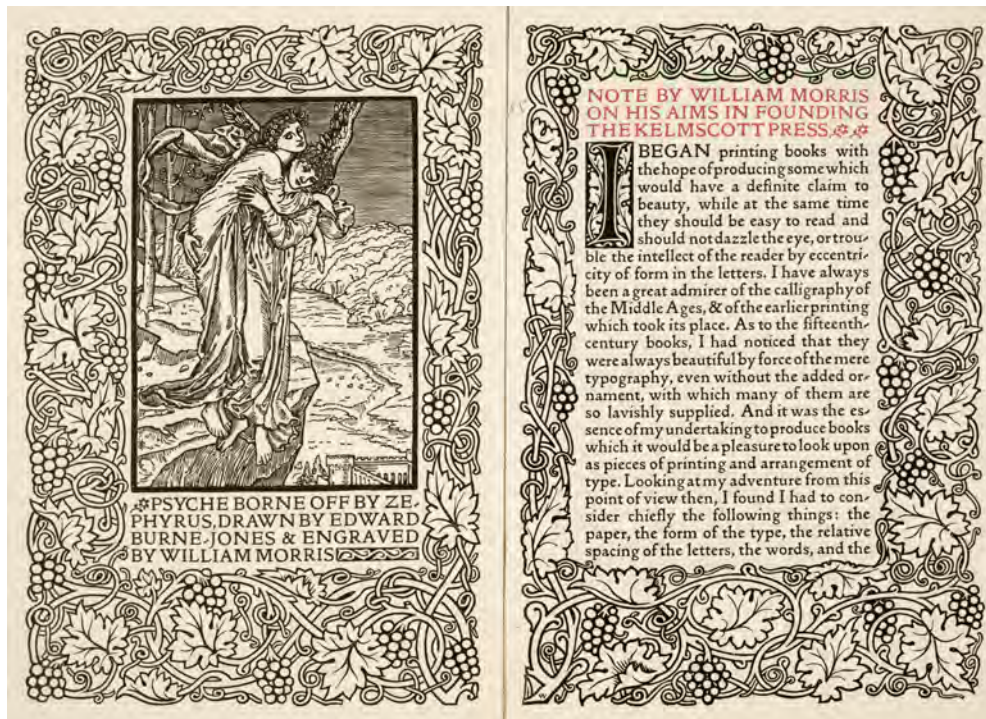 PSYCHE BORNE OFF BY ZE-
PHYRUS, DRAWN BY EDWARD
BURNE-JONES & ENGRAVED
BY WILLIAM MORRIS
NOTE BY WILLIAM MORRIS
ON HIS AIMS IN FOUNDING
THE KELMSCOTT PRESS
I BEGAN printing books with
the hope of producing some which
would have a definite claim to
beauty, while at the same time
they should be easy to read and
should not dazzle the eye, or trou-
ble the intellect of the reader by eccentri-
city of form in the letters. I have always
been a great admirer of the calligraphy of
the Middle Ages, & of the earlier printing
which took its place. As to the fifteenth-
century books, I had noticed that they
were always beautiful by force of the mere
typography, even without the added or-
nament, with which many of them are
so lavishly supplied. And it was the es-
sence of my undertaking to produce books
which it would be a pleasure to look upon
as pieces of printing and arrangement of
type. Looking at my adventure from this
point of view then, I found I had to con-
sider chiefly the following things: the
paper, the form of the type, the relative
spacing of the letters, the words, and the